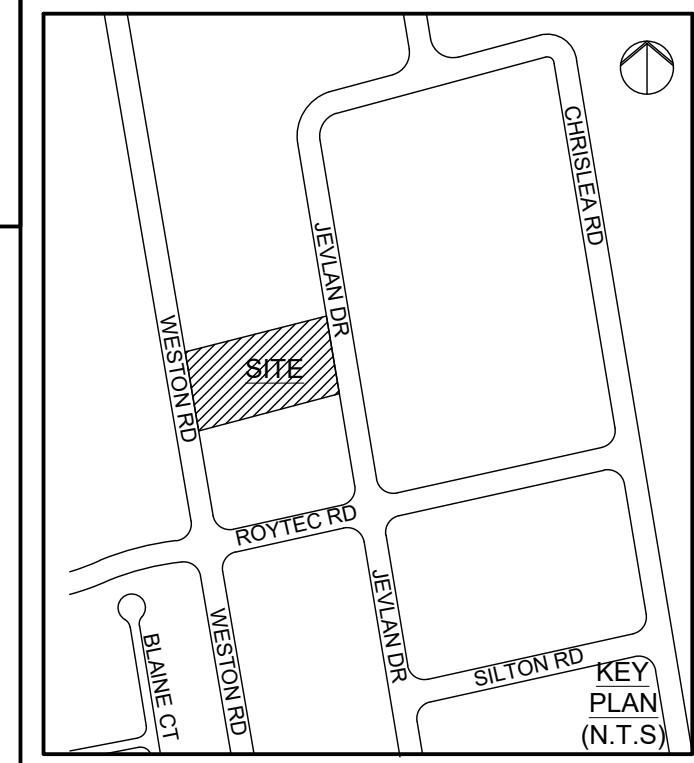 CHRISLEA RD
JEVLAN DR
WESTON RD
SITE
ROYTEC RD
JEVLAN DR
WESTON RD
BLAINE CT
SILTON RD
KEY
PLAN
(N.T.S)